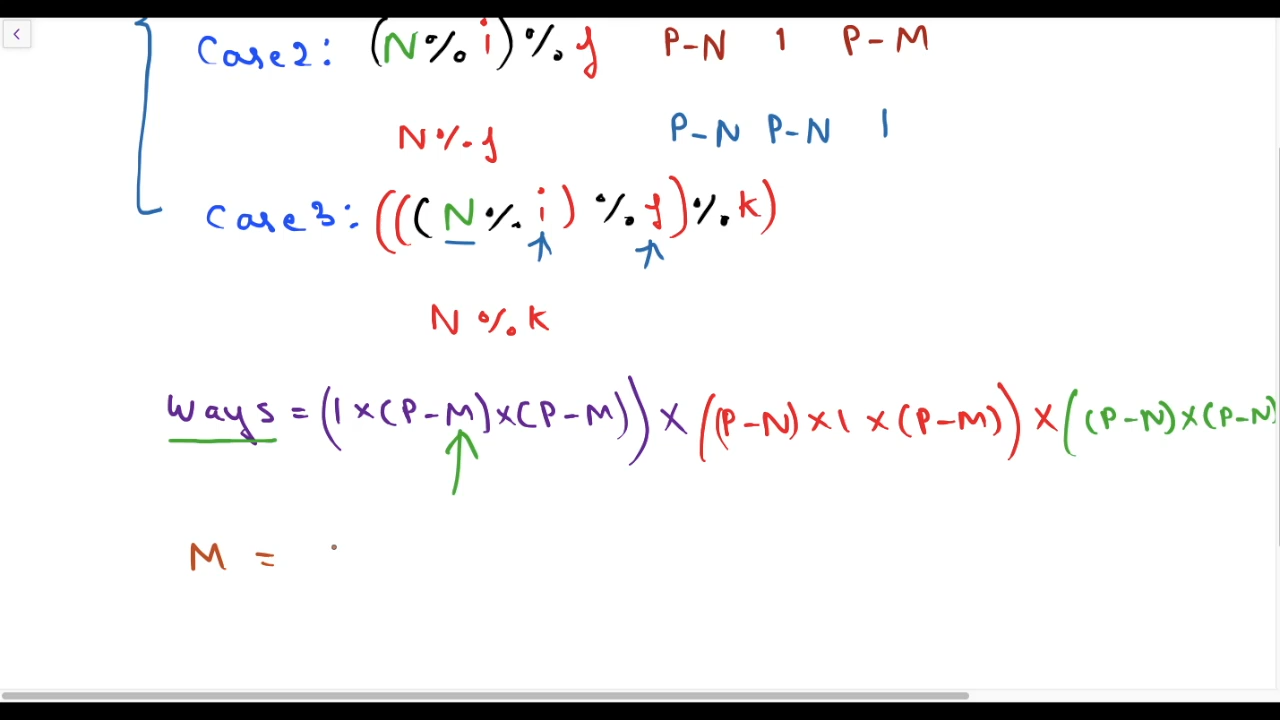 Case2: (N % i) % j P-N 1 P-M
N % j P-N P-N 1
Case3: (((N % i) % j) % k)
N % k
Ways = (1 × (P-M) × (P-M)) × ((P-N) × 1 × (P-M)) × ((P-N) × (P-N)
M =